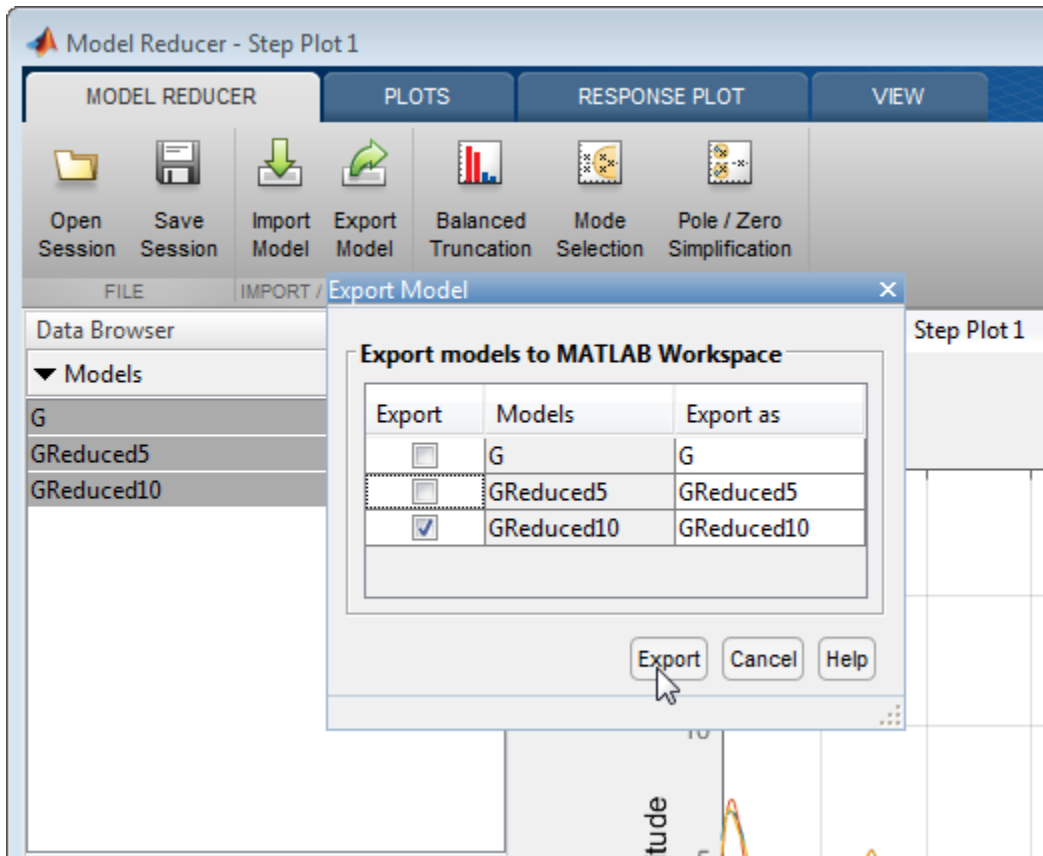 Model Reducer - Step Plot 1
MODEL REDUCER PLOTS RESPONSE PLOT VIEW
Open Save Import Export Balanced Mode Pole / Zero
Session Session Model Model Truncation Selection Simplification
FILE IMPORT / Export Model
Data Browser Step Plot 1
Models
G
GReduced5
GReduced10
Export models to MATLAB Workspace
Export Models Export as
G G
GReduced5 GReduced5
GReduced10 GReduced10
Export Cancel Help
10
5